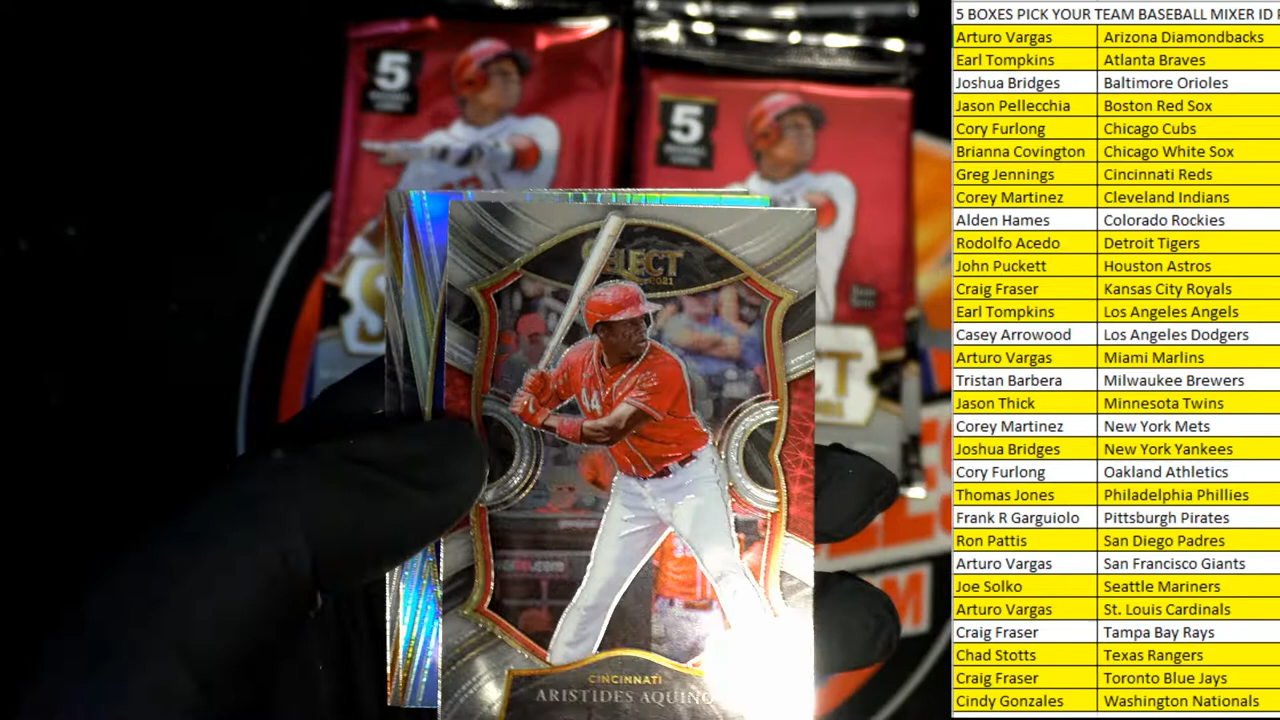 5 BOXES PICK YOUR TEAM BASEBALL MIXER ID
Arturo Vargas Arizona Diamondbacks
Earl Tompkins Atlanta Braves
Joshua Bridges Baltimore Orioles
Jason Pellecchia Boston Red Sox
Cory Furlong Chicago Cubs
Brianna Covington Chicago White Sox
Greg Jennings Cincinnati Reds
Corey Martinez Cleveland Indians
Alden Hames Colorado Rockies
Rodolfo Acedo Detroit Tigers
John Puckett Houston Astros
Craig Fraser Kansas City Royals
Earl Tompkins Los Angeles Angels
Casey Arrowood Los Angeles Dodgers
Arturo Vargas Miami Marlins
Tristan Barbera Milwaukee Brewers
Jason Thick Minnesota Twins
Corey Martinez New York Mets
Joshua Bridges New York Yankees
Cory Furlong Oakland Athletics
Thomas Jones Philadelphia Phillies
Frank R Garguiolo Pittsburgh Pirates
Ron Pattis San Diego Padres
Arturo Vargas San Francisco Giants
Joe Solko Seattle Mariners
Arturo Vargas St. Louis Cardinals
Craig Fraser Tampa Bay Rays
Chad Stotts Texas Rangers
Craig Fraser Toronto Blue Jays
Cindy Gonzales Washington Nationals
5
5
SELECT
2021
44
CINCINNATI
ARISTIDES AQUINO